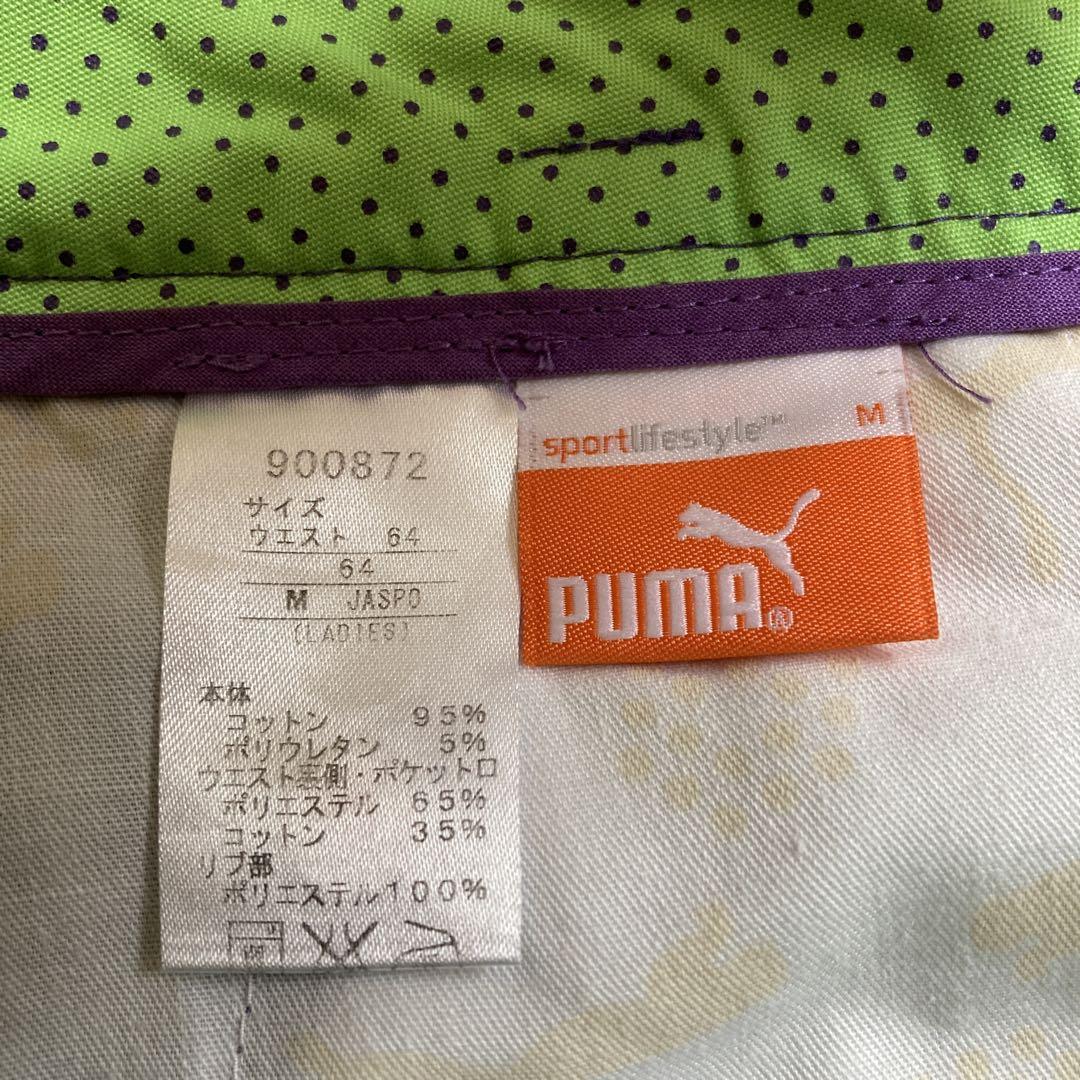 900872
サイズ
ウエスト 64
64
M JASPO
(LADIES)
本体
コットン 95%
ポリウレタン 5%
ウエスト裏側・ポケット口
ポリエステル 65%
コットン 35%
リブ部
ポリエステル100%
sportlifestyle™ M
PUMA®